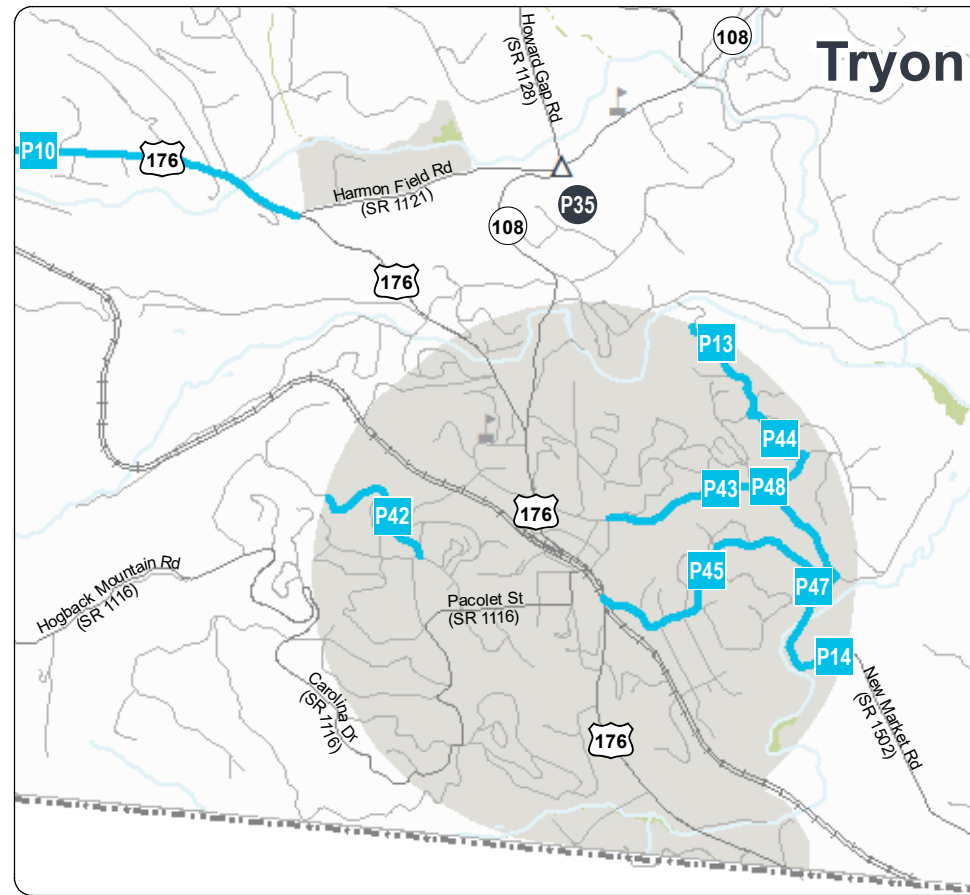 108
Tryon
Howard Gap Rd
(SR 1128)
P10
176
Harmon Field Rd
(SR 1121)
P35
108
176
P13
P44
P43
P48
P42
176
P45
P47
Hogback Mountain Rd
(SR 1116)
Pacolet St
(SR 1116)
P14
Carolina Dr
(SR 1116)
New Market Rd
(SR 1502)
176